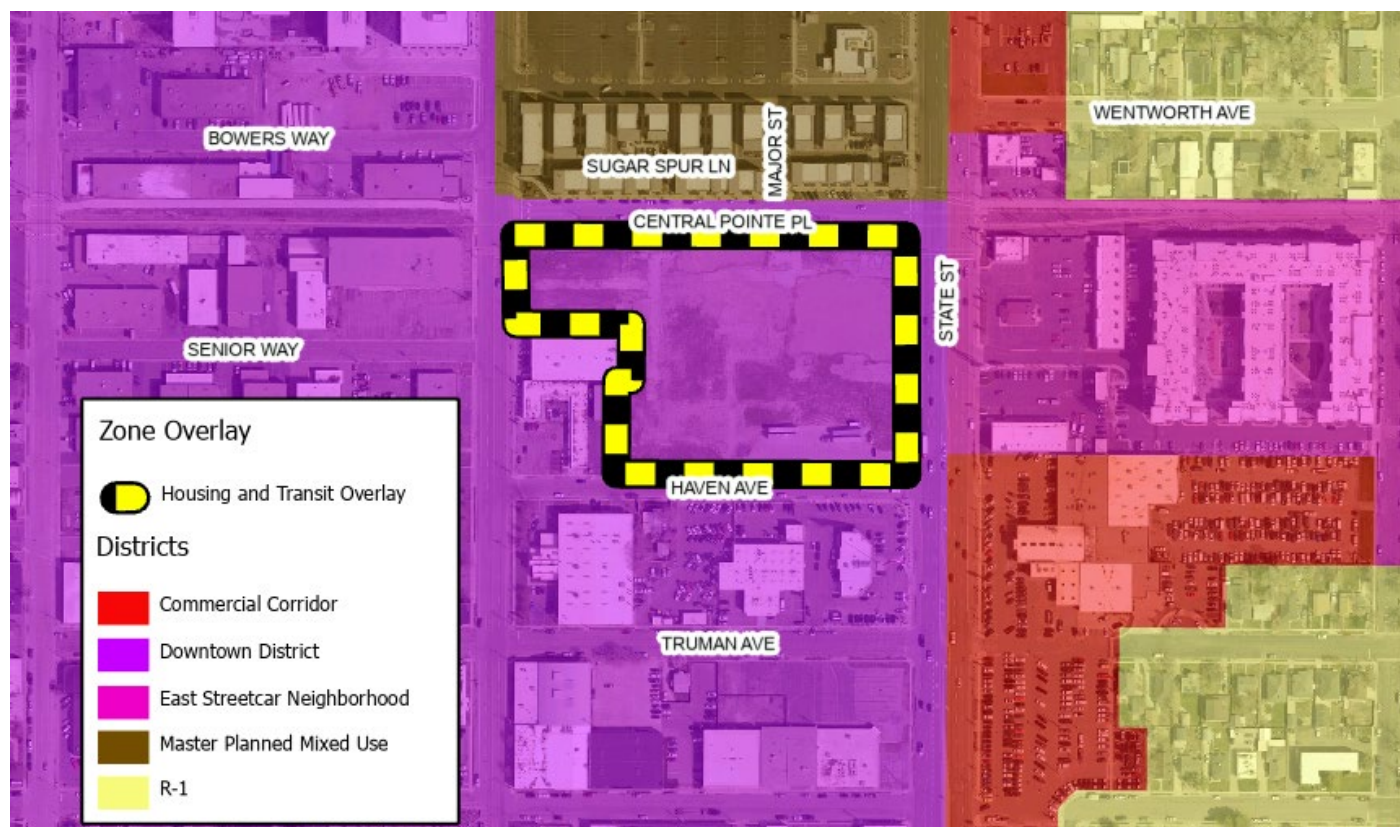 WENTWORTH AVE
BOWERS WAY
MAJOR ST
SUGAR SPUR LN
CENTRAL POINTE PL
STATE ST
SENIOR WAY
HAVEN AVE
TRUMAN AVE
Zone Overlay
Housing and Transit Overlay
Districts
Commercial Corridor
Downtown District
East Streetcar Neighborhood
Master Planned Mixed Use
R-1